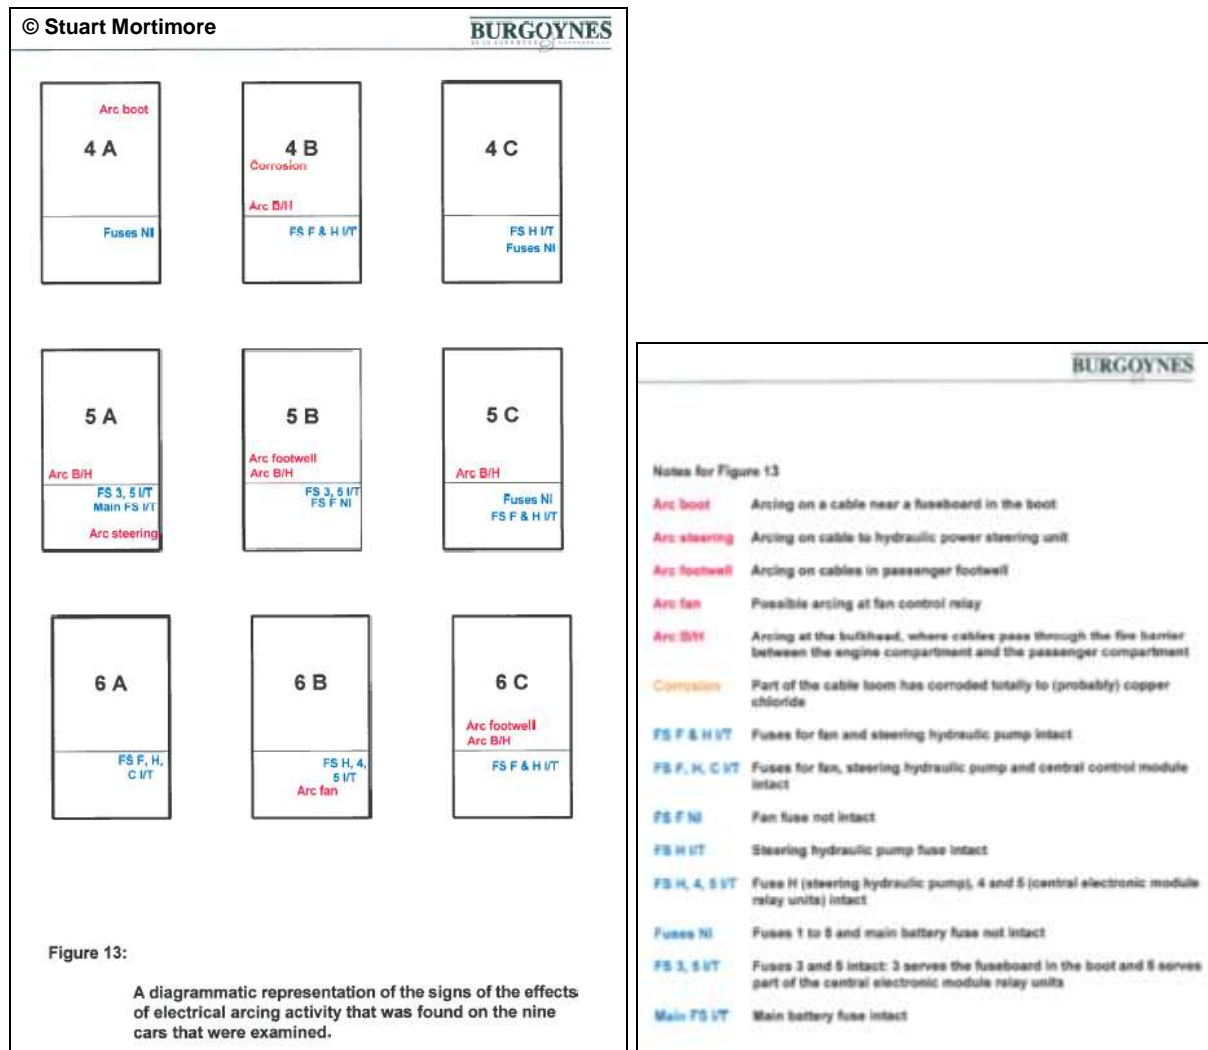 © Stuart Mortimore
BURGOYNES
Arc boot
4 A
Fuses NI
4 B
Corrosion
Arc B/H
FS F & H I/T
4 C
FS H I/T
Fuses NI
5 A
Arc B/H
FS 3, 5 I/T
Main FS I/T
Arc steering
5 B
Arc footwell
Arc B/H
FS 3, 5 I/T
FS F NI
5 C
Arc B/H
Fuses NI
FS F & H I/T
6 A
FS F, H,
C I/T
6 B
FS H, 4,
5 I/T
Arc fan
6 C
Arc footwell
Arc B/H
FS F & H I/T
Figure 13:
A diagrammatic representation of the signs of the effects
of electrical arcing activity that was found on the nine
cars that were examined.
BURGOYNES
Notes for Figure 13
Arc boot Arcing on a cable near a fuseboard in the boot
Arc steering Arcing on cable to hydraulic power steering unit
Arc footwell Arcing on cables in passenger footwell
Arc fan Possible arcing at fan control relay
Arc B/H Arcing at the bulkhead, where cables pass through the fire barrier
between the engine compartment and the passenger compartment
Corrosion Part of the cable loom has corroded totally to (probably) copper
chloride
FS F & H I/T Fuses for fan and steering hydraulic pump intact
FS F, H, C I/T Fuses for fan, steering hydraulic pump and central control module
intact
FS F NI Fan fuse not intact
FS H I/T Steering hydraulic pump fuse intact
FS H, 4, 5 I/T Fuse H (steering hydraulic pump), 4 and 5 (central electronic module
relay units) intact
Fuses NI Fuses 1 to 8 and main battery fuse not intact
FS 3, 5 I/T Fuses 3 and 5 intact: 3 serves the fuseboard in the boot and 5 serves
part of the central electronic module relay units
Main FS I/T Main battery fuse intact